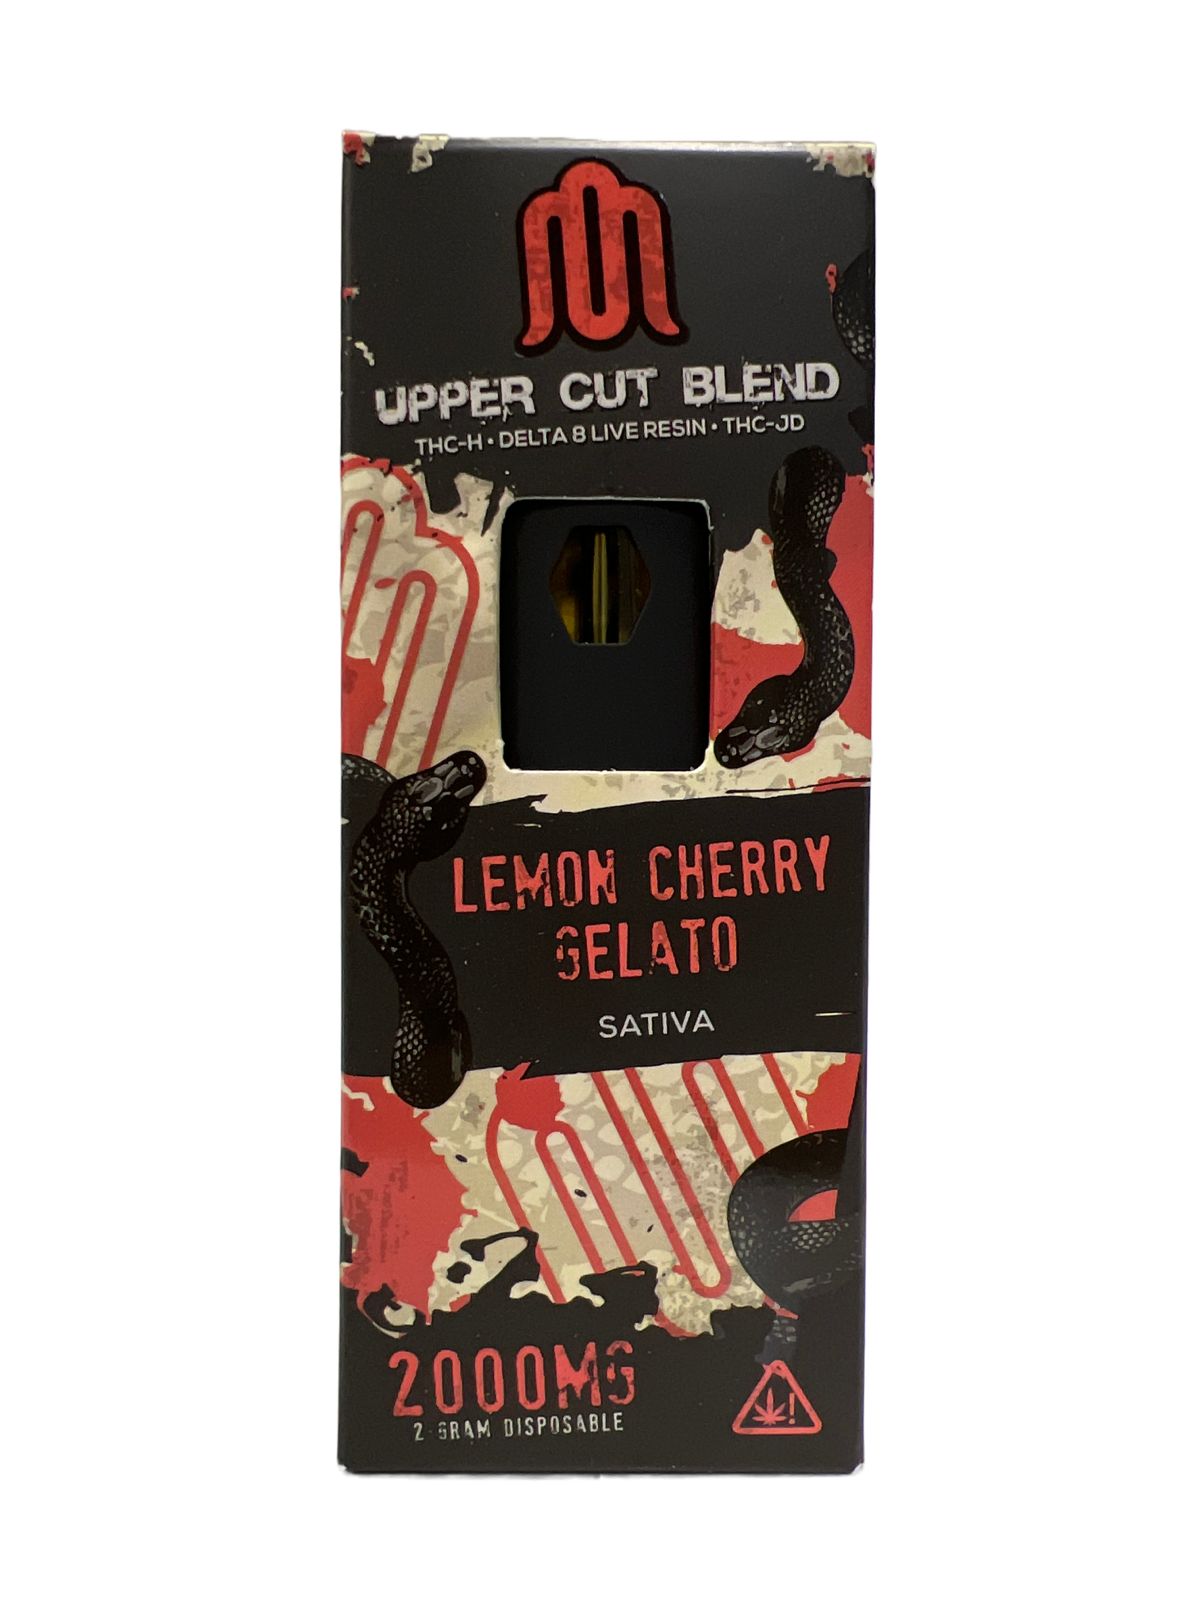 UPPER CUT BLEND
THC-H • DELTA 8 LIVE RESIN • THC-JD
LEMON CHERRY
GELATO
SATIVA
2000MG
2 GRAM DISPOSABLE
!